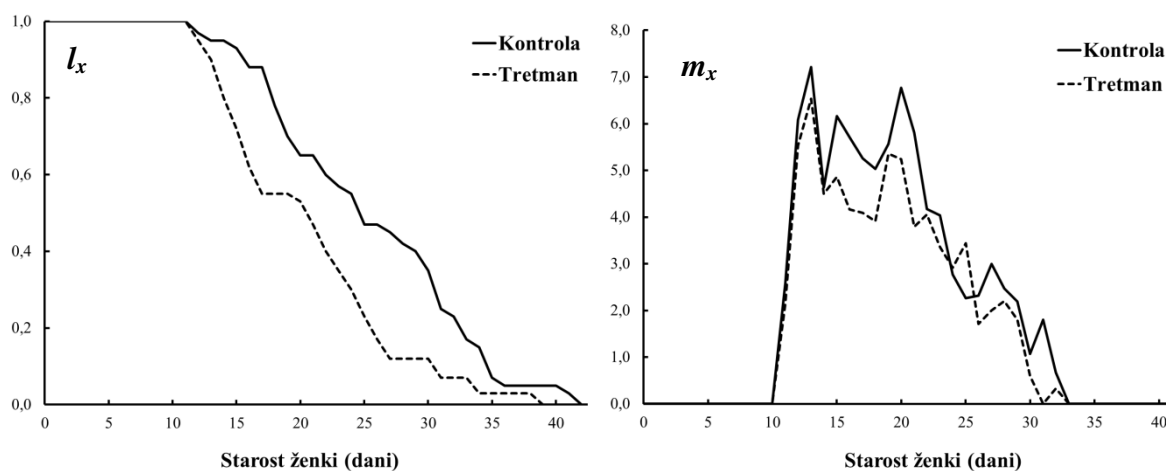 1,0
0,8
0,6
0,4
0,2
0,0
lx
Kontrola
Tretman
0 5 10 15 20 25 30 35 40
Starost ženki (dani)
8,0
7,0
6,0
5,0
4,0
3,0
2,0
1,0
0,0
mx
Kontrola
Tretman
0 5 10 15 20 25 30 35 40
Starost ženki (dani)